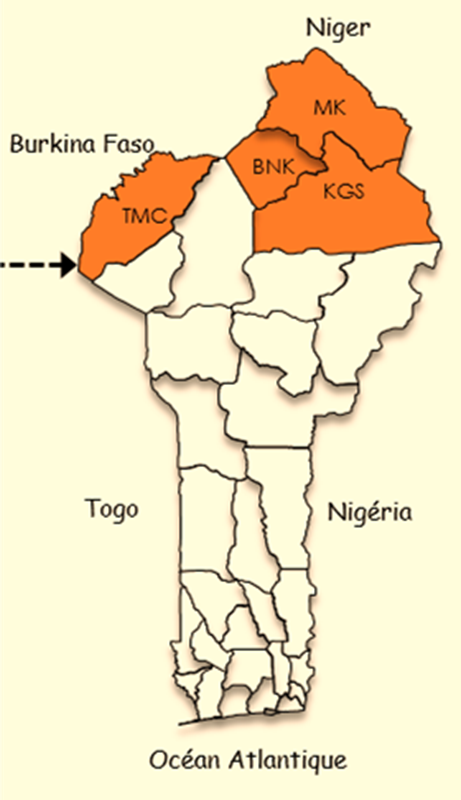 Niger
MK
Burkina Faso
BNK
KGS
TMC
Togo
Nigéria
Océan Atlantique